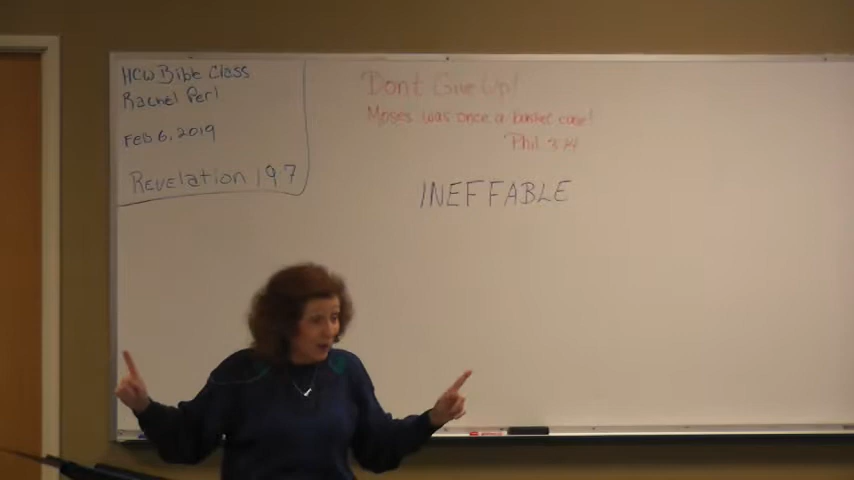 HCW Bible Class
Rachel Perl
Feb 6, 2019
Revelation 19:7
Don't Give Up!
Moses was once a basket case!
Phil 3:14
INEFFABLE